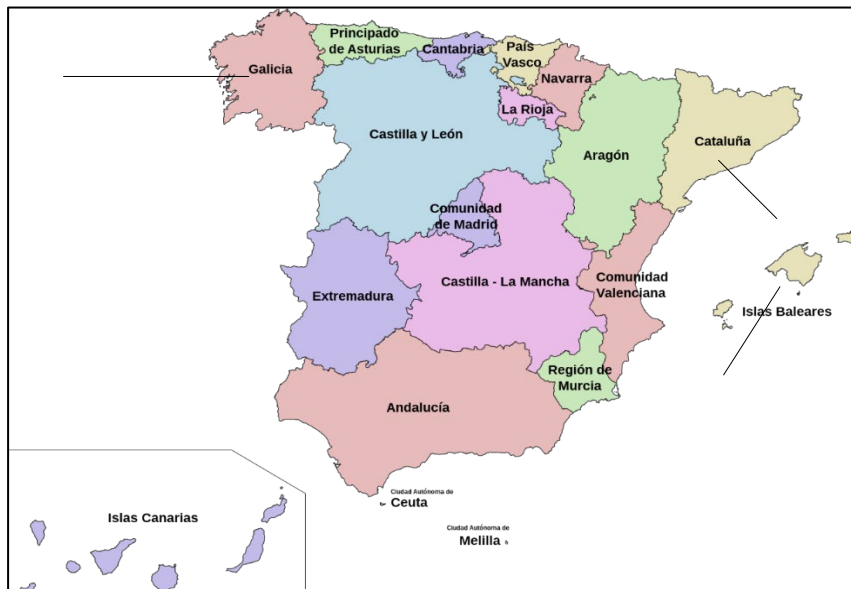 Principado
de Asturias
Cantabria
País
Vasco
Galicia
Navarra
La Rioja
Castilla y León
Cataluña
Aragón
Comunidad
de Madrid
Comunidad
Valenciana
Castilla - La Mancha
Extremadura
Islas Baleares
Región de
Murcia
Andalucía
Ciudad Autónoma de
Ceuta
Islas Canarias
Ciudad Autónoma de
Melilla